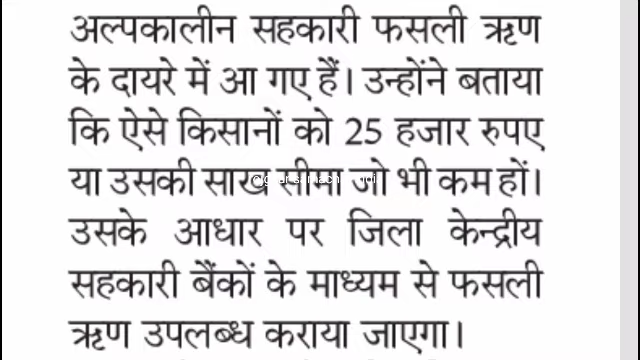 अल्पकालीन सहकारी फसली ऋण
के दायरे में आ गए हैं। उन्होंने बताया
कि ऐसे किसानों को 25 हजार रुपए
या उसकी साख सीमा जो भी कम हों।
उसके आधार पर जिला केन्द्रीय
सहकारी बैंकों के माध्यम से फसली
ऋण उपलब्ध कराया जाएगा।